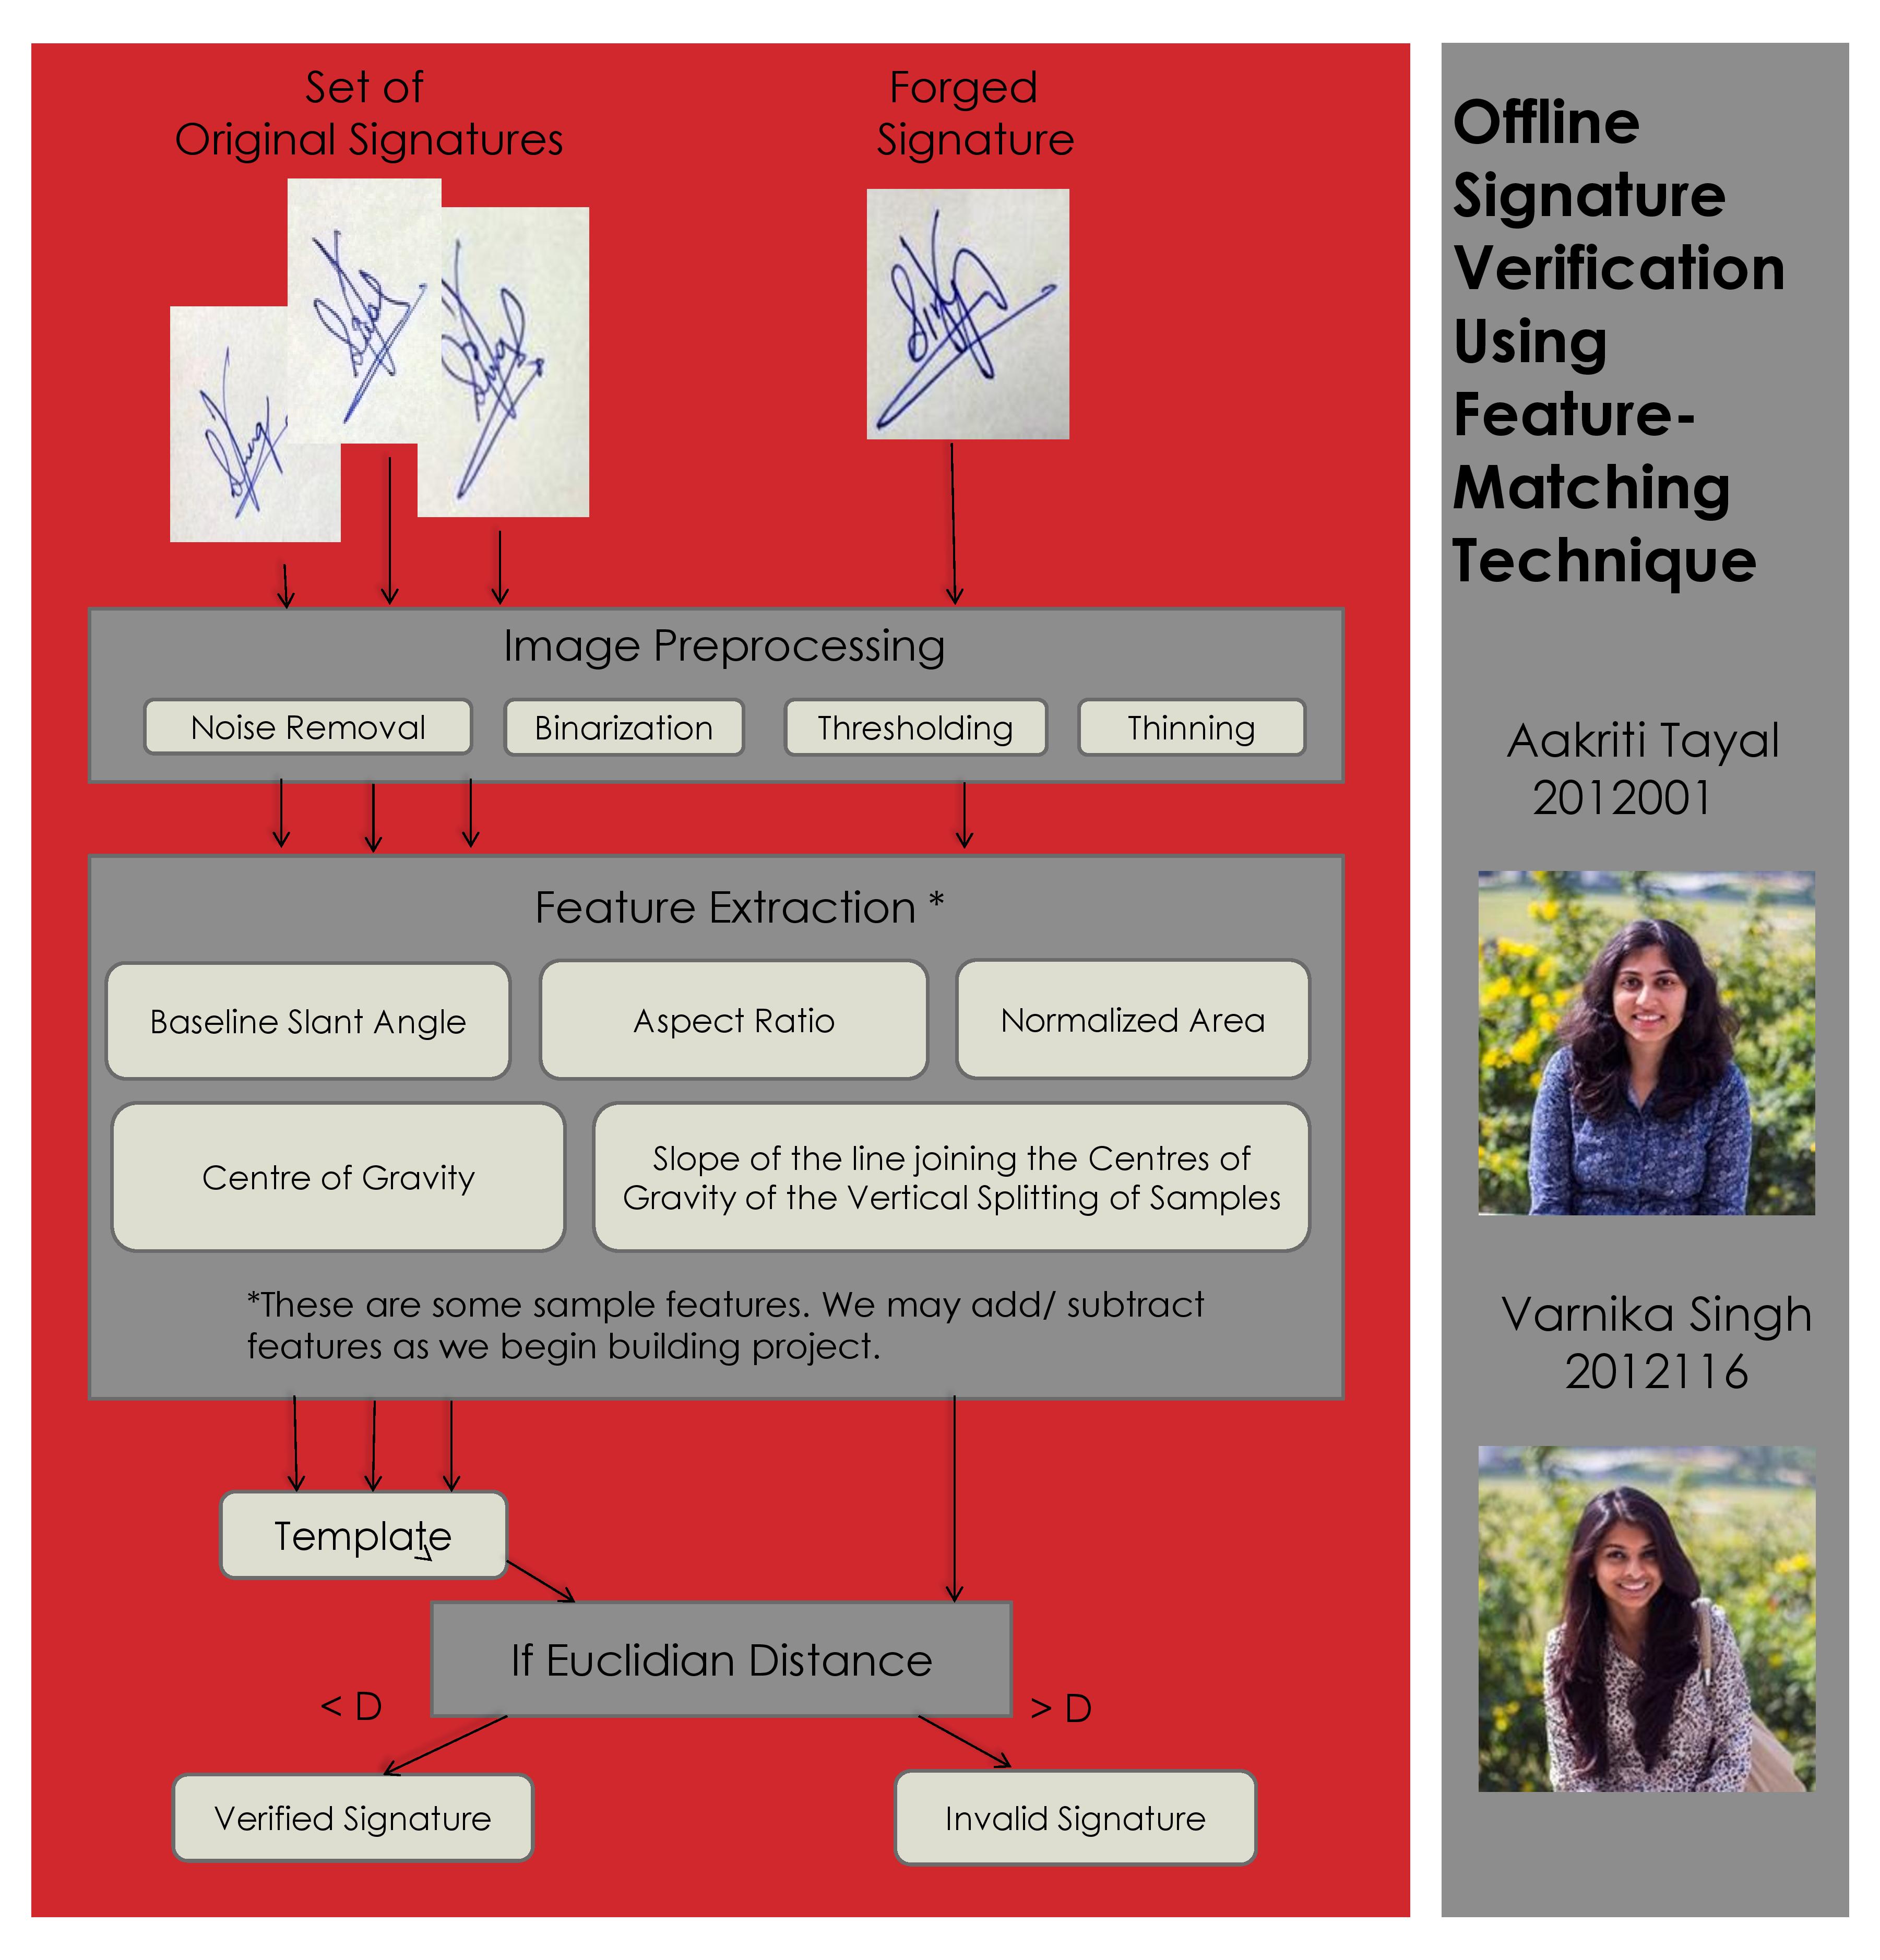 Set of
Original Signatures
Forged
Signature
Image Preprocessing
Noise Removal
Binarization
Thresholding
Thinning
Feature Extraction *
Baseline Slant Angle
Aspect Ratio
Normalized Area
Centre of Gravity
Slope of the line joining the Centres of
Gravity of the Vertical Splitting of Samples
*These are some sample features. We may add/ subtract
features as we begin building project.
Template
If Euclidian Distance
< D
> D
Verified Signature
Invalid Signature
Offline
Signature
Verification
Using
Feature-
Matching
Technique
Aakriti Tayal
2012001
Varnika Singh
2012116